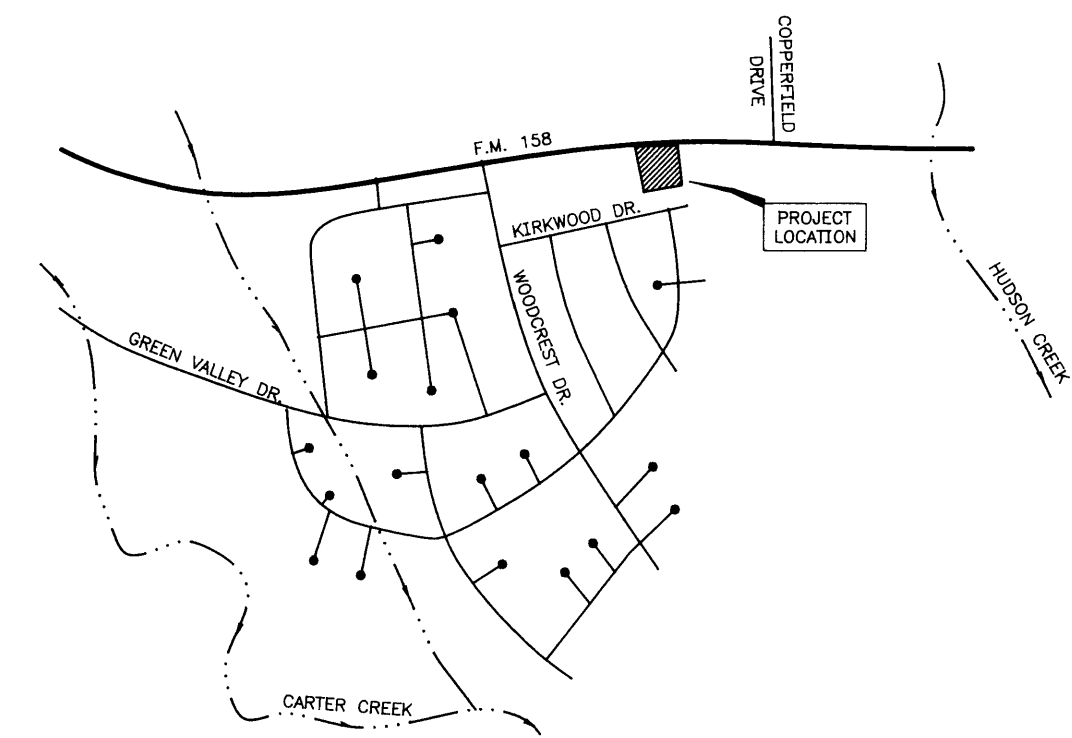 COPPERFIELD
DRIVE
F.M. 158
KIRKWOOD DR.
PROJECT
LOCATION
WOODCREST DR.
HUDSON CREEK
GREEN VALLEY DR.
CARTER CREEK